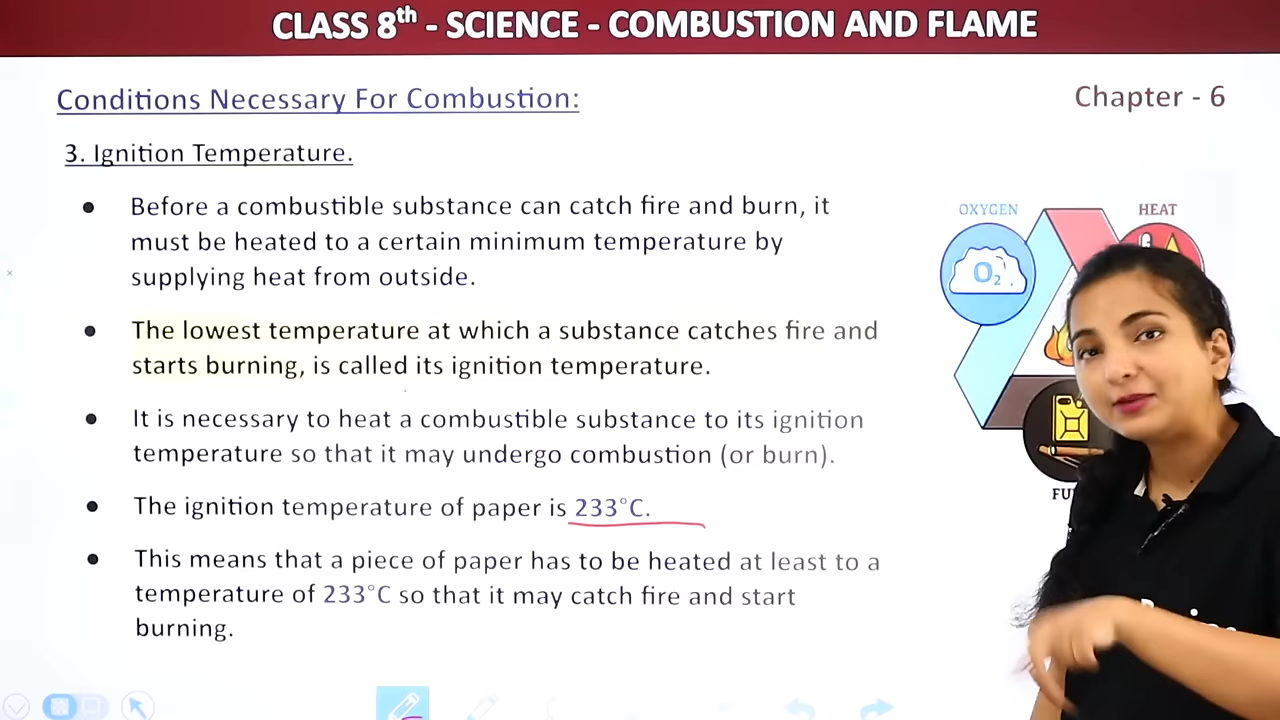 CLASS 8th - SCIENCE - COMBUSTION AND FLAME
Conditions Necessary For Combustion:
Chapter - 6
3. Ignition Temperature.
Before a combustible substance can catch fire and burn, it
must be heated to a certain minimum temperature by
supplying heat from outside.
The lowest temperature at which a substance catches fire and
starts burning, is called its ignition temperature.
It is necessary to heat a combustible substance to its ignition
temperature so that it may undergo combustion (or burn).
The ignition temperature of paper is 233°C.
This means that a piece of paper has to be heated at least to a
temperature of 233°C so that it may catch fire and start
burning.
OXYGEN
HEAT
O2